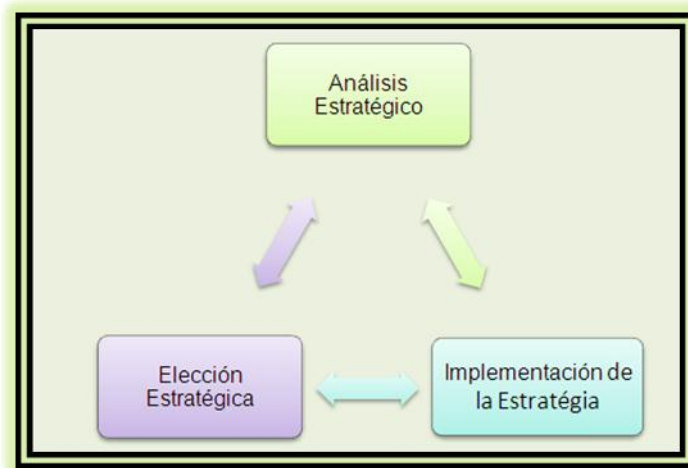 Análisis
Estratégico
Elección
Estratégica
Implementación de
la Estratégia